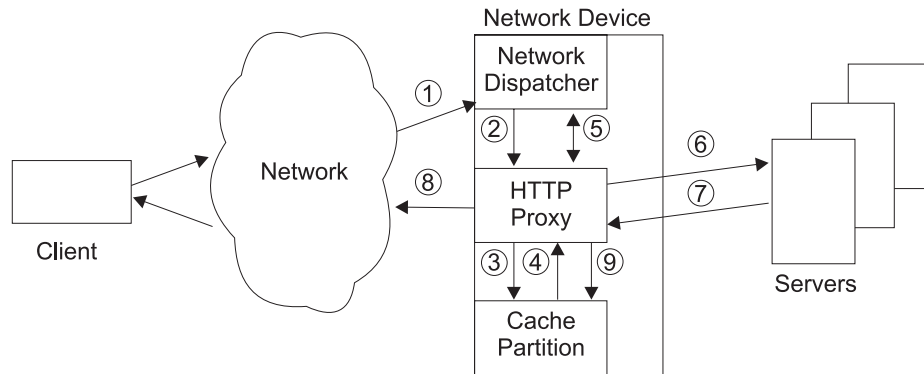 Network Device
Network
Dispatcher
①
②
⑤
⑥
Network
HTTP
Proxy
⑧
⑦
Client
③
④
⑨
Servers
Cache
Partition